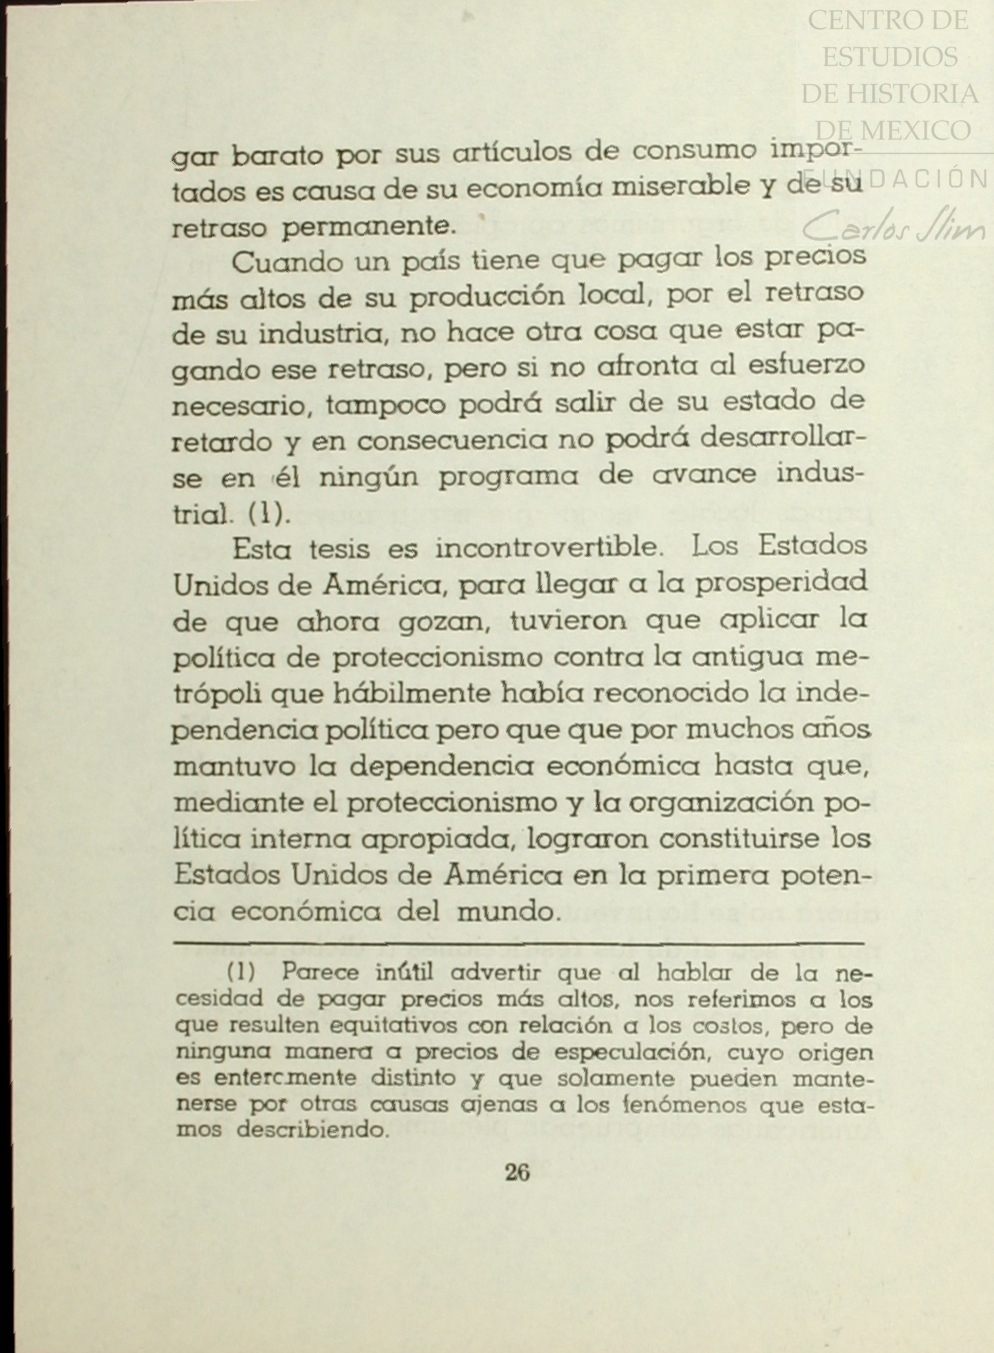 CENTRO DE
ESTUDIOS
DE HISTORIA
DE MEXICO
FUNDACIÓN
Carlos Slim
gar barato por sus artículos de consumo impor-
tados es causa de su economía miserable y de su
retraso permanente.
Cuando un país tiene que pagar los precios
más altos de su producción local, por el retraso
de su industria, no hace otra cosa que estar pa-
gando ese retraso, pero si no afronta al esfuerzo
necesario, tampoco podrá salir de su estado de
retardo y en consecuencia no podrá desarrollar-
se en él ningún programa de avance indus-
trial. (1).
Esta tesis es incontrovertible. Los Estados
Unidos de América, para llegar a la prosperidad
de que ahora gozan, tuvieron que aplicar la
política de proteccionismo contra la antigua me-
trópoli que hábilmente había reconocido la inde-
pendencia política pero que que por muchos años
mantuvo la dependencia económica hasta que,
mediante el proteccionismo y la organización po-
lítica interna apropiada, lograron constituirse los
Estados Unidos de América en la primera poten-
cia económica del mundo.
(1) Parece inútil advertir que al hablar de la ne-
cesidad de pagar precios más altos, nos referimos a los
que resulten equitativos con relación a los costos, pero de
ninguna manera a precios de especulación, cuyo origen
es enteramente distinto y que solamente pueden mante-
nerse por otras causas ajenas a los fenómenos que esta-
mos describiendo.
26